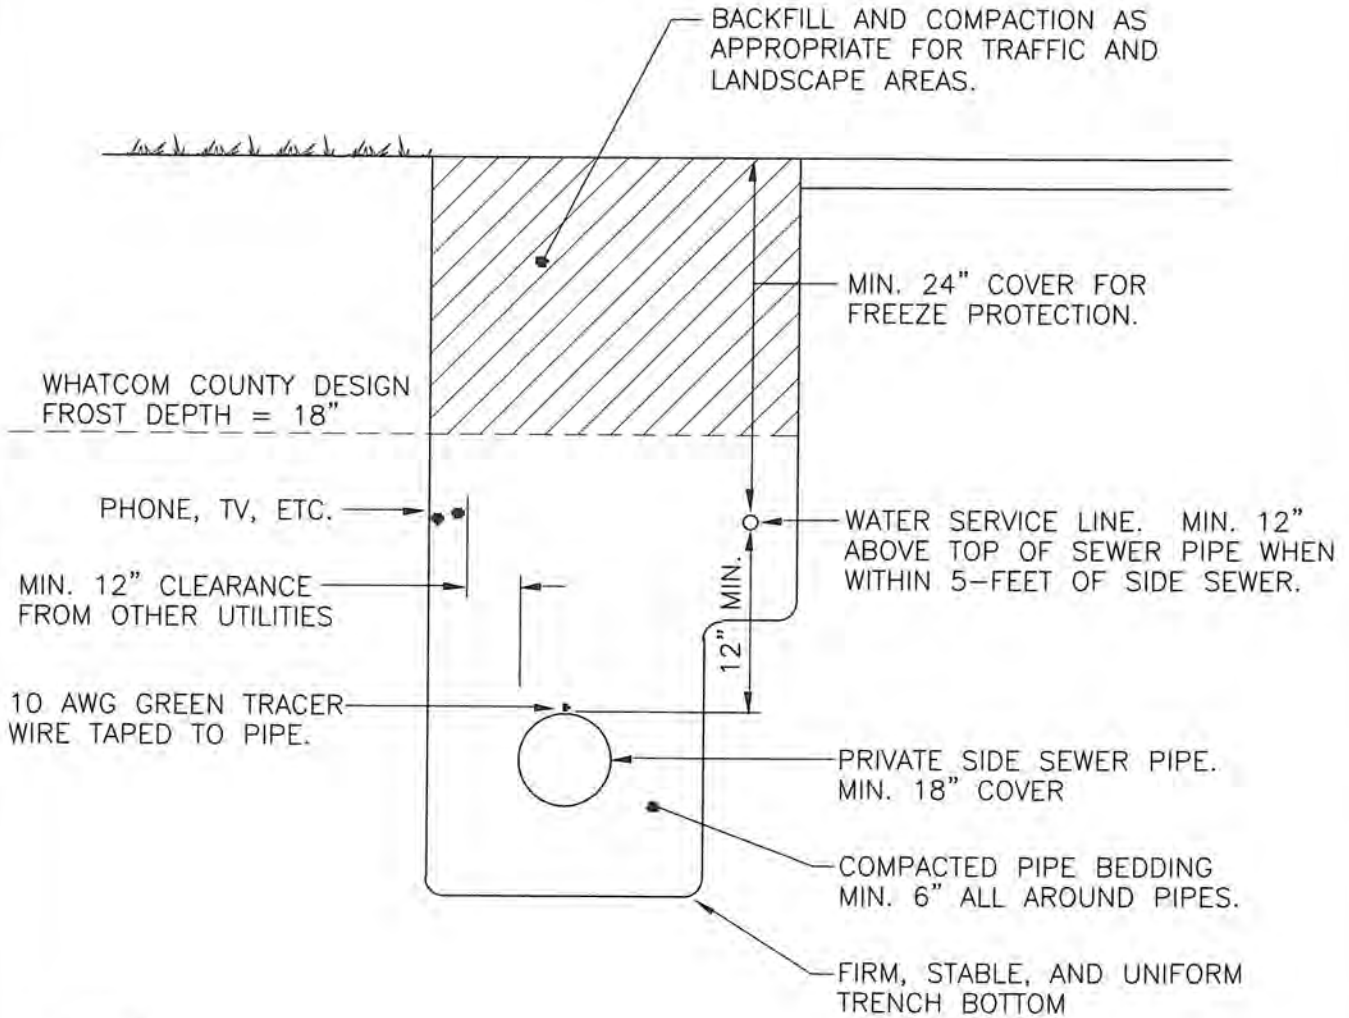 BACKFILL AND COMPACTION AS
APPROPRIATE FOR TRAFFIC AND
LANDSCAPE AREAS.
MIN. 24" COVER FOR
FREEZE PROTECTION.
WHATCOM COUNTY DESIGN
FROST DEPTH = 18"
PHONE, TV, ETC.
WATER SERVICE LINE. MIN. 12"
ABOVE TOP OF SEWER PIPE WHEN
WITHIN 5-FEET OF SIDE SEWER.
MIN. 12" CLEARANCE
FROM OTHER UTILITIES
12" MIN.
10 AWG GREEN TRACER
WIRE TAPED TO PIPE.
PRIVATE SIDE SEWER PIPE.
MIN. 18" COVER
COMPACTED PIPE BEDDING
MIN. 6" ALL AROUND PIPES.
FIRM, STABLE, AND UNIFORM
TRENCH BOTTOM